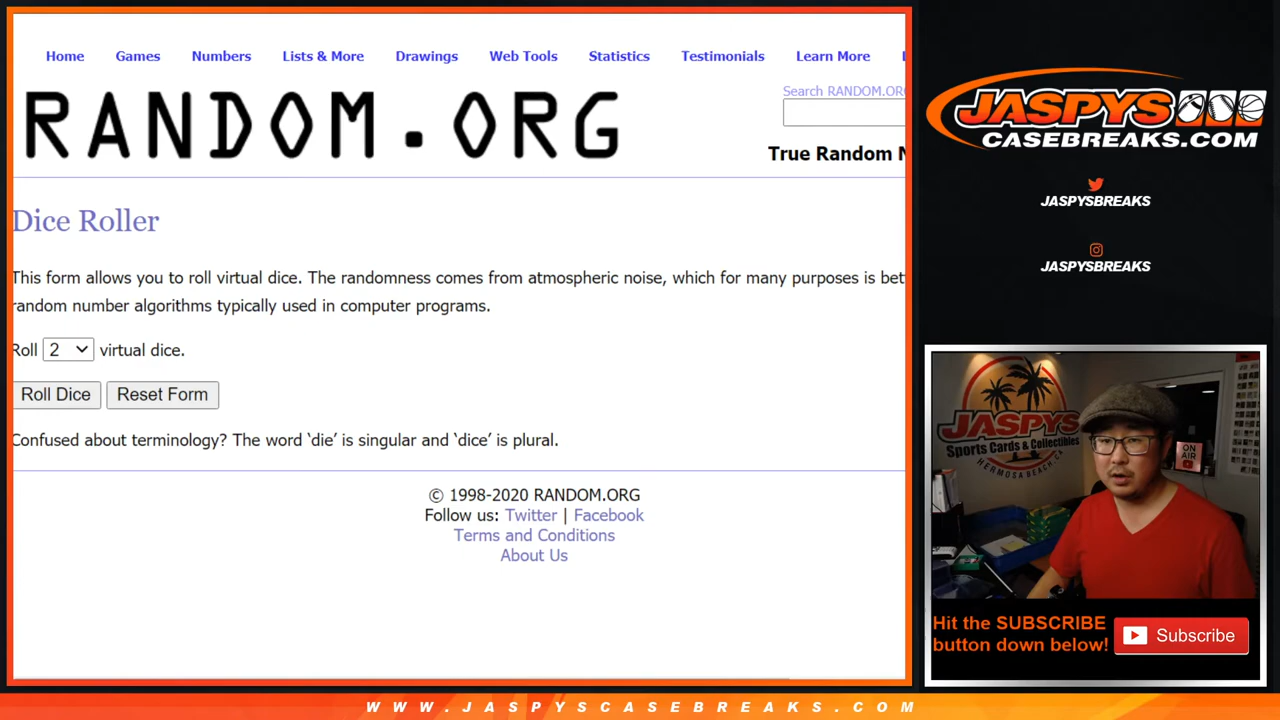 Home Games Numbers Lists & More Drawings Web Tools Statistics Testimonials Learn More
RANDOM.ORG
Search RANDOM.ORG
True Random N
Dice Roller
This form allows you to roll virtual dice. The randomness comes from atmospheric noise, which for many purposes is bet
random number algorithms typically used in computer programs.
Roll 2 virtual dice.
Roll Dice Reset Form
Confused about terminology? The word ‘die’ is singular and ‘dice’ is plural.
© 1998-2020 RANDOM.ORG
Follow us: Twitter | Facebook
Terms and Conditions
About Us
JASPYS
CASEBREAKS.COM
JASPYSBREAKS
JASPYSBREAKS
JASPYS
Sports Cards & Collectibles
HERMOSA BEACH, CA
ON
AIR
Hit the SUBSCRIBE
button down below!
Subscribe
WWW.JASPYSCASEBREAKS.COM